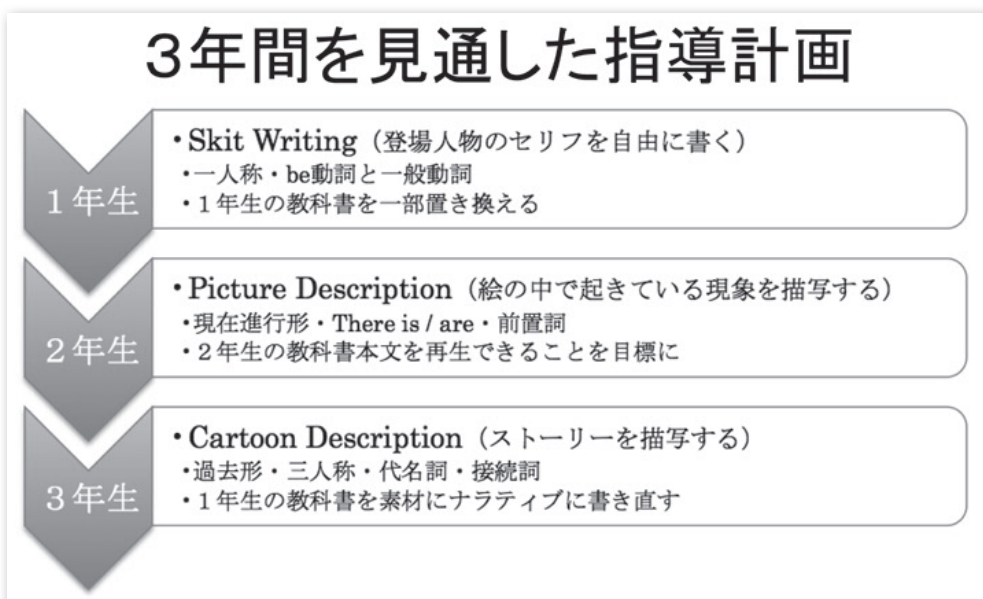 ３年間を見通した指導計画
１年生
・Skit Writing（登場人物のセリフを自由に書く）
・一人称・be動詞と一般動詞
・１年生の教科書を一部置き換える
２年生
・Picture Description（絵の中で起きている現象を描写する）
・現在進行形・There is / are・前置詞
・２年生の教科書本文を再生できることを目標に
３年生
・Cartoon Description（ストーリーを描写する）
・過去形・三人称・代名詞・接続詞
・１年生の教科書を素材にナラティブに書き直す